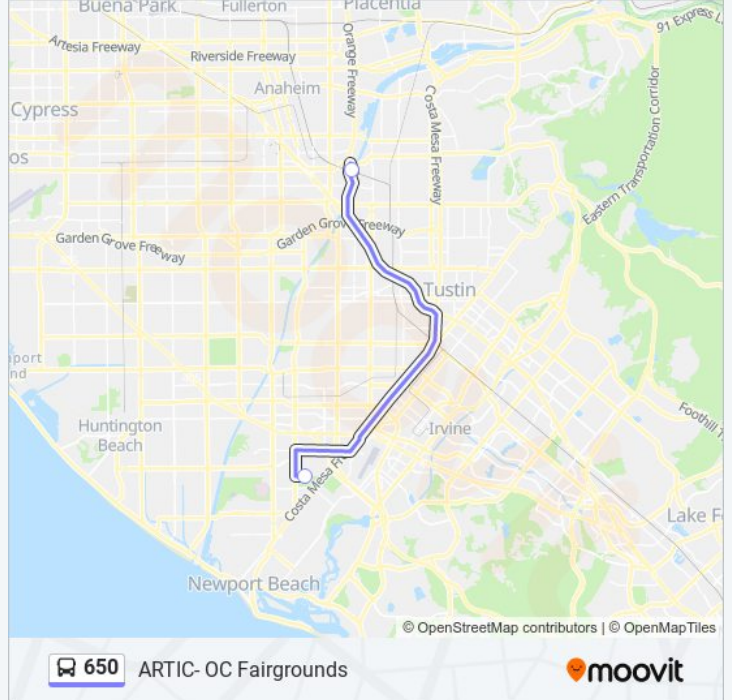 Buena Park
Fullerton
Placentia
91 Express L
Artesia Freeway
Riverside Freeway
Orange Freeway
Anaheim
Costa Mesa Freeway
Cypress
Eastern Transportation Corridor
os
Garden Grove Freeway
Garden Grove Freeway
Tustin
port
nd
Foothill T
Huntington
Beach
Irvine
Costa Mesa Fr
Lake F
Newport Beach
© OpenStreetMap contributors | © OpenMapTiles
650
ARTIC- OC Fairgrounds
moovit